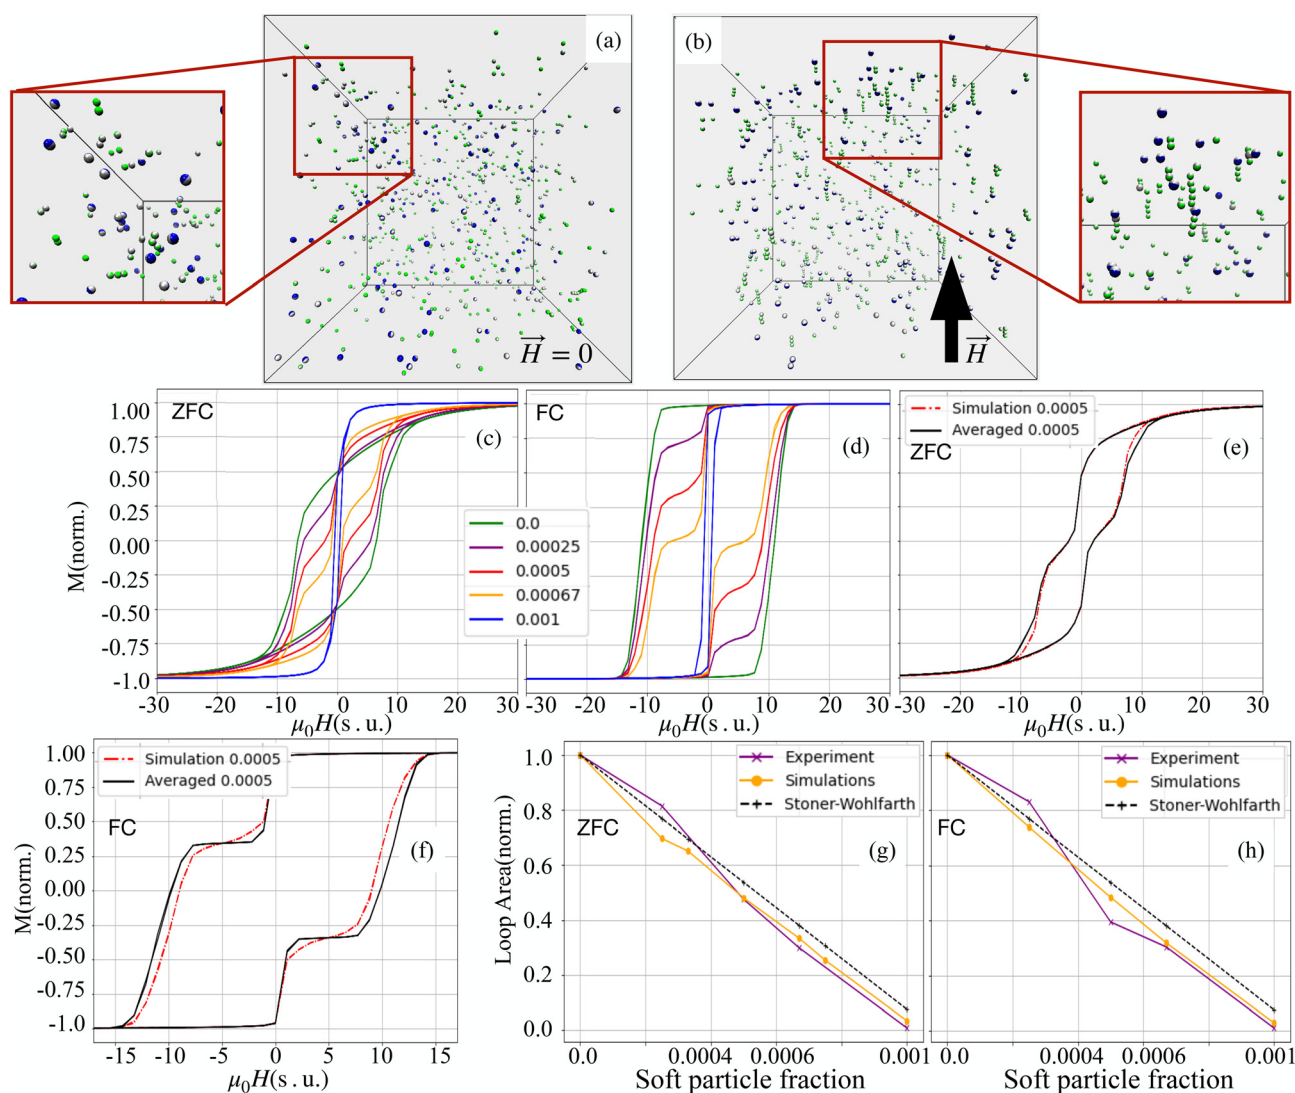 (a)
(b)
H = 0
H
ZFC
(c)
FC
(d)
Simulation 0.0005
Averaged 0.0005
ZFC
(e)
1.00
0.75
0.50
0.25
0.00
-0.25
-0.50
-0.75
-1.0
M(norm.)
0.0
0.00025
0.0005
0.00067
0.001
-30 -20 -10 0 10 20 -30
-20 -10 0 10 20 -30
-20 -10 0 10 20 30
μ₀H(s.u.)
μ₀H(s.u.)
μ₀H(s.u.)
Simulation 0.0005
Averaged 0.0005
FC
(f)
1.00
0.75
0.50
0.25
0.00
-0.25
-0.50
-0.75
-1.0
M(norm.)
-15 -10 -5 0 5 10 15
μ₀H(s.u.)
Experiment
Simulations
Stoner-Wohlfarth
ZFC
(g)
1.0
0.8
0.6
0.4
0.2
0.0
Loop Area(norm.)
0.0 0.0004 0.0006 0.001
Soft particle fraction
Experiment
Simulations
Stoner-Wohlfarth
FC
(h)
0.0 0.0004 0.0006 0.001
Soft particle fraction